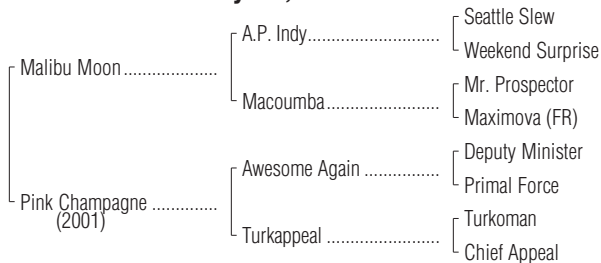 Seattle Slew
A.P. Indy
Weekend Surprise
Malibu Moon
Mr. Prospector
Macoumba
Maximova (FR)
Deputy Minister
Awesome Again
Primal Force
Pink Champagne
(2001)
Turkoman
Turkappeal
Chief Appeal